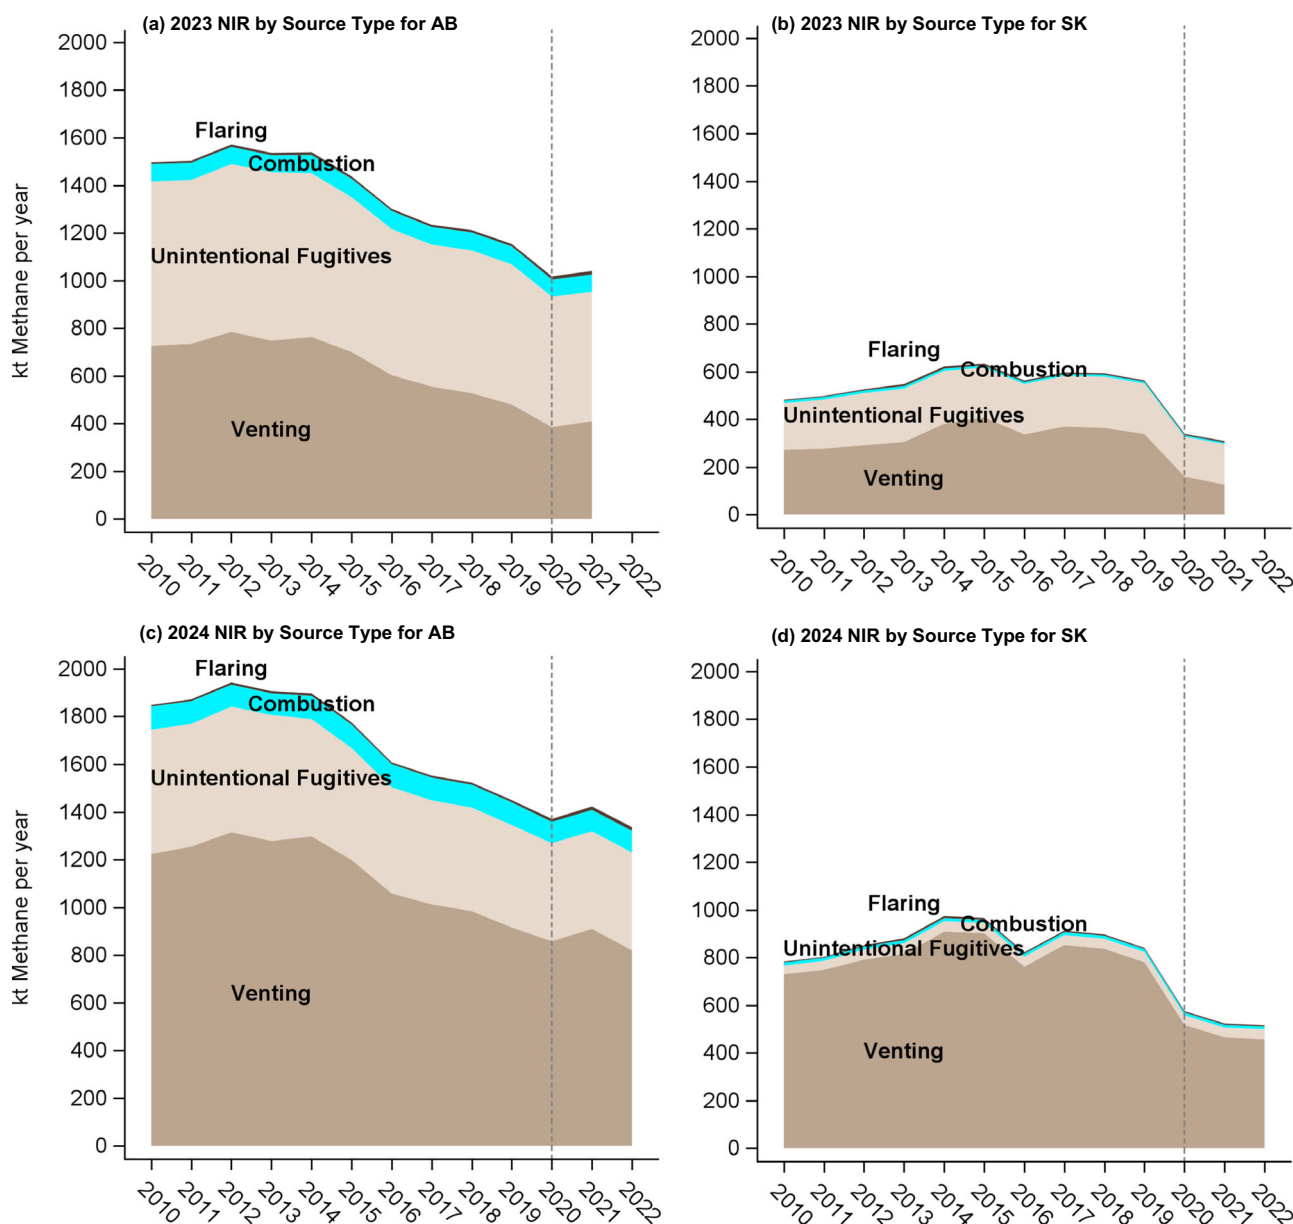 (a) 2023 NIR by Source Type for AB
kt Methane per year
2000
1800
1600
1400
1200
1000
800
600
400
200
0
Flaring
Combustion
Unintentional Fugitives
Venting
2010 2011 2012 2013 2014 2015 2016 2017 2018 2019 2020 2021 2022
(b) 2023 NIR by Source Type for SK
2000
1800
1600
1400
1200
1000
800
600
400
200
0
Flaring
Combustion
Unintentional Fugitives
Venting
2010 2011 2012 2013 2014 2015 2016 2017 2018 2019 2020 2021 2022
(c) 2024 NIR by Source Type for AB
kt Methane per year
2000
1800
1600
1400
1200
1000
800
600
400
200
0
Flaring
Combustion
Unintentional Fugitives
Venting
2010 2011 2012 2013 2014 2015 2016 2017 2018 2019 2020 2021 2022
(d) 2024 NIR by Source Type for SK
2000
1800
1600
1400
1200
1000
800
600
400
200
0
Flaring
Combustion
Unintentional Fugitives
Venting
2010 2011 2012 2013 2014 2015 2016 2017 2018 2019 2020 2021 2022